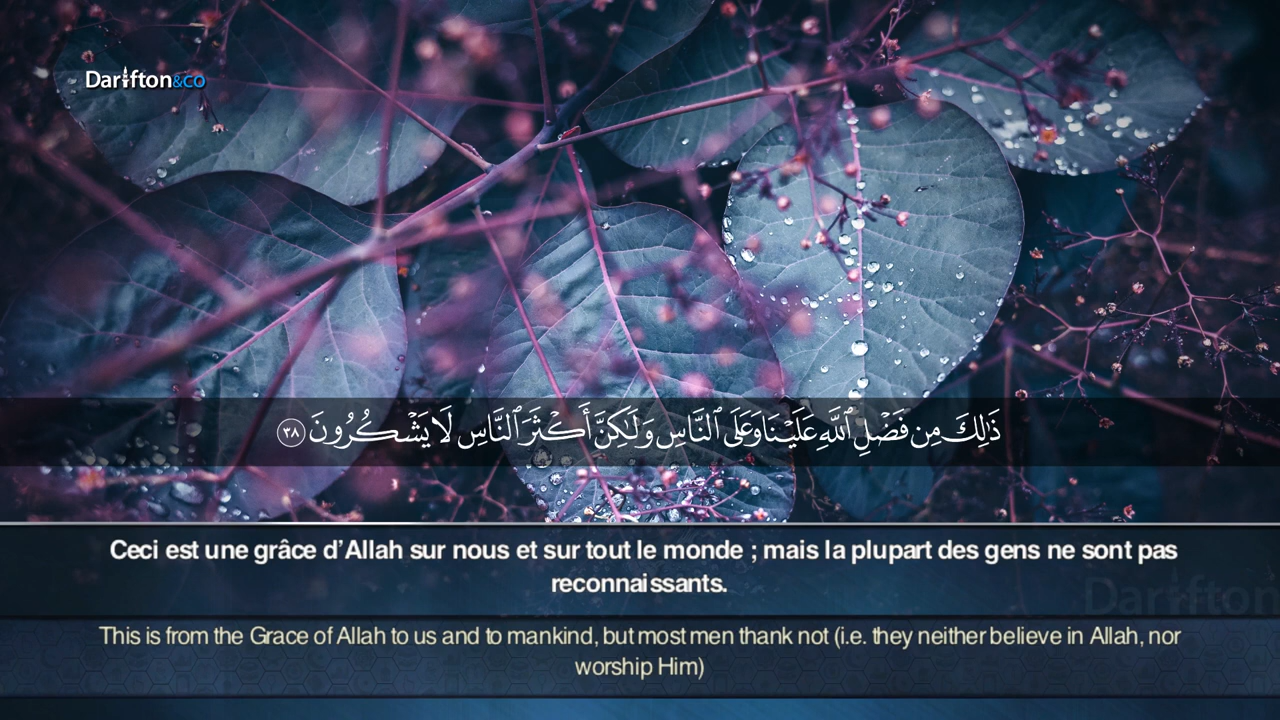 Darifton&co
ذَٰلِكَ مِن فَضْلِ ٱللَّهِ عَلَيْنَا وَعَلَى ٱلنَّاسِ وَلَـٰكِنَّ أَكْثَرَ ٱلنَّاسِ لَا يَشْكُرُونَ ٣٨
Ceci est une grâce d’Allah sur nous et sur tout le monde ; mais la plupart des gens ne sont pas
reconnaissants.
Darifton
This is from the Grace of Allah to us and to mankind, but most men thank not (i.e. they neither believe in Allah, nor
worship Him)